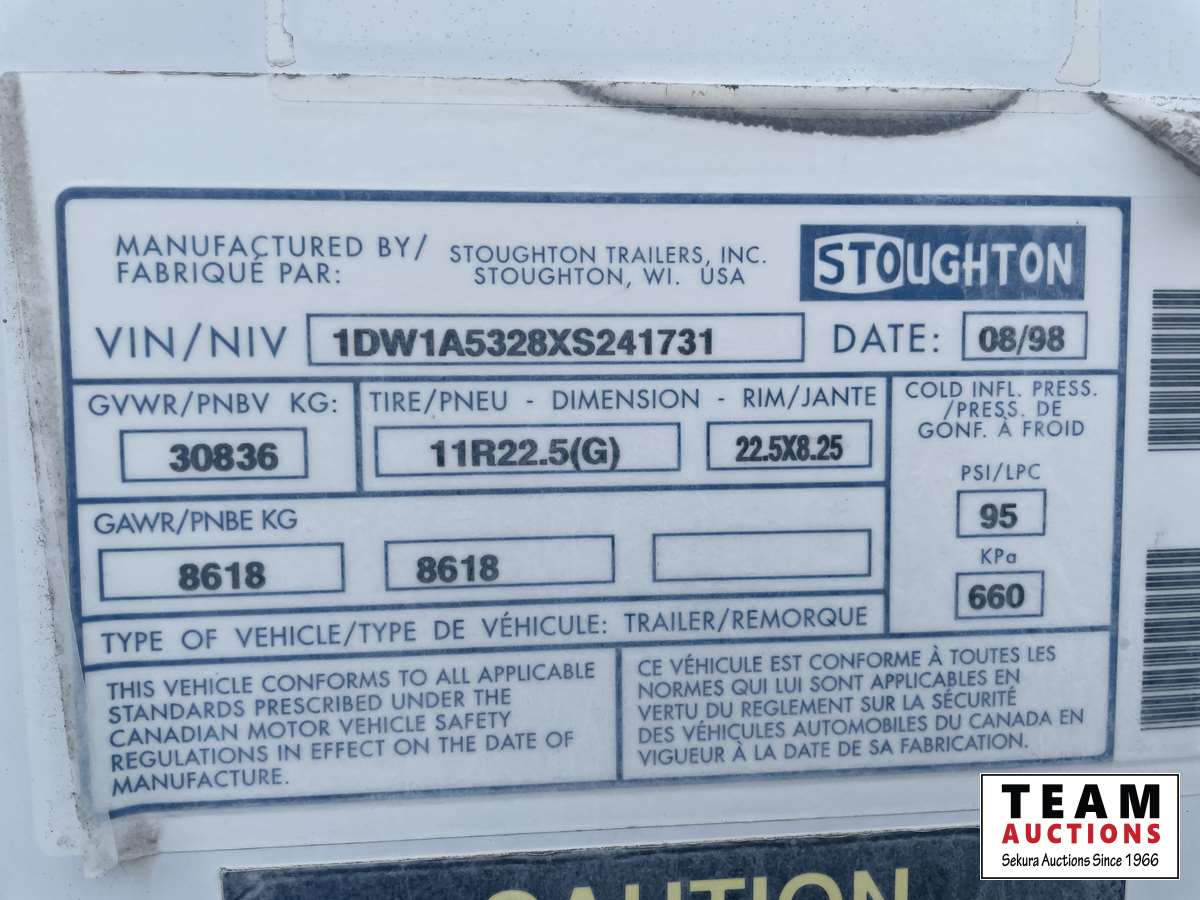 MANUFACTURED BY/
FABRIQUÉ PAR:
STOUGHTON TRAILERS, INC.
STOUGHTON, WI. USA
STOUGHTON
VIN/NIV 1DW1A5328XS241731 DATE: 08/98
GVWR/PNBV KG:
30836
TIRE/PNEU - DIMENSION - RIM/JANTE
11R22.5(G) 22.5X8.25
COLD INFL. PRESS.
/PRESS. DE
GONF. À FROID
PSI/LPC
95
KPa
660
GAWR/PNBE KG
8618 8618
TYPE OF VEHICLE/TYPE DE VÉHICULE: TRAILER/REMORQUE
THIS VEHICLE CONFORMS TO ALL APPLICABLE
STANDARDS PRESCRIBED UNDER THE
CANADIAN MOTOR VEHICLE SAFETY
REGULATIONS IN EFFECT ON THE DATE OF
MANUFACTURE.
CE VÉHICULE EST CONFORME À TOUTES LES
NORMES QUI LUI SONT APPLICABLES EN
VERTU DU REGLEMENT SUR LA SÉCURITÉ
DES VÉHICULES AUTOMOBILES DU CANADA EN
VIGUEUR À LA DATE DE SA FABRICATION.
CAUTION
TEAM
AUCTIONS
Sekura Auctions Since 1966